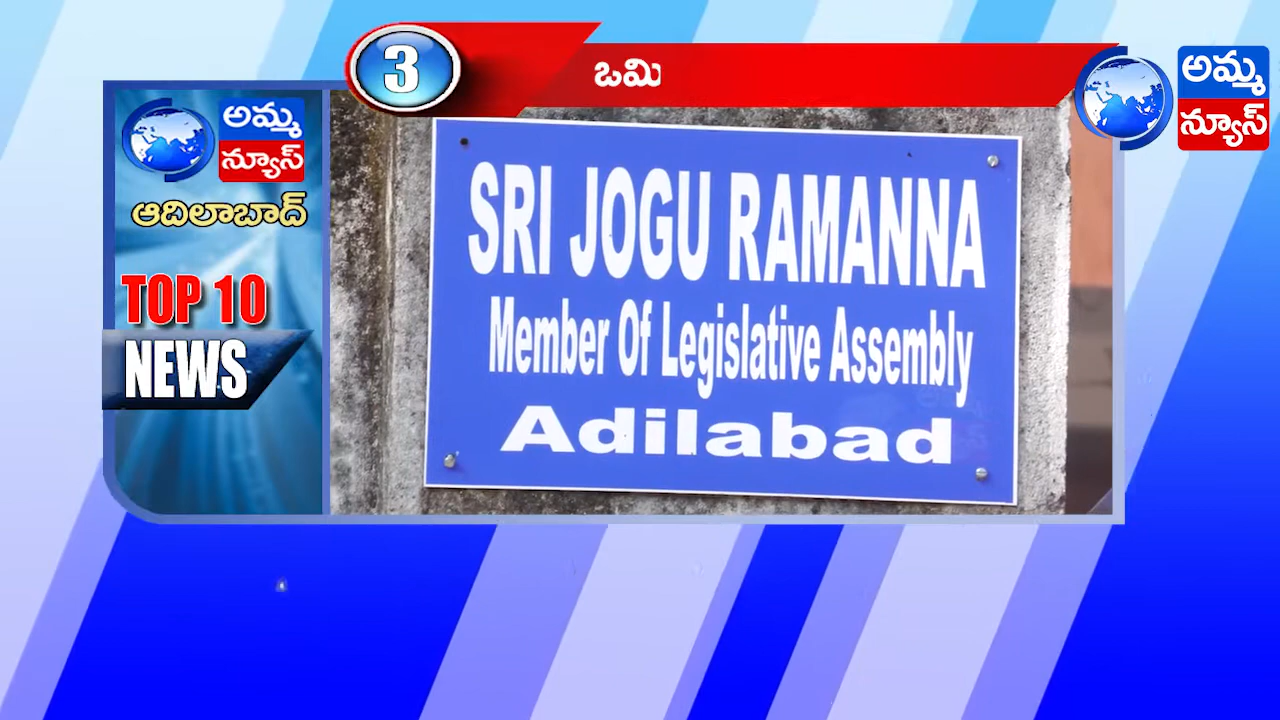 3
ఒమి
అమ్మ
న్యూస్
అమ్మ
న్యూస్
ఆదిలాబాద్
TOP 10
NEWS
SRI JOGU RAMANNA
Member Of Legislative Assembly
Adilabad